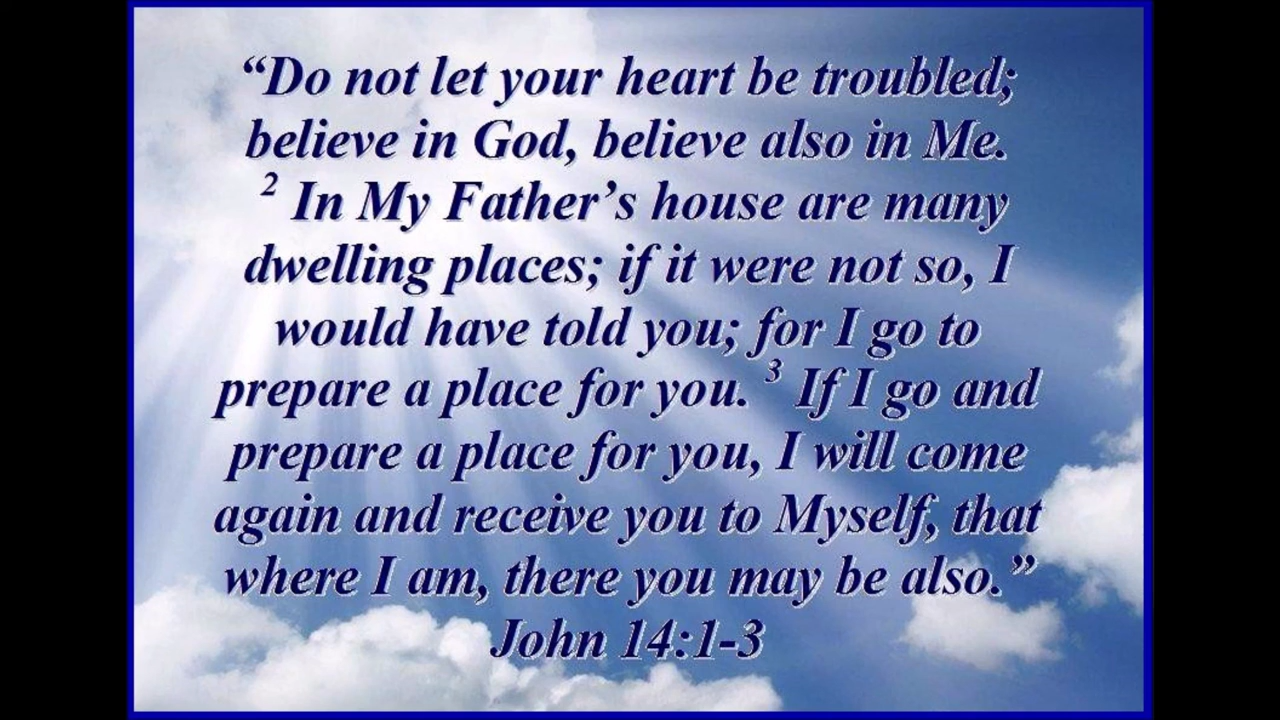 “Do not let your heart be troubled;
believe in God, believe also in Me.
2 In My Father’s house are many
dwelling places; if it were not so, I
would have told you; for I go to
prepare a place for you. 3 If I go and
prepare a place for you, I will come
again and receive you to Myself, that
where I am, there you may be also.”
John 14:1-3